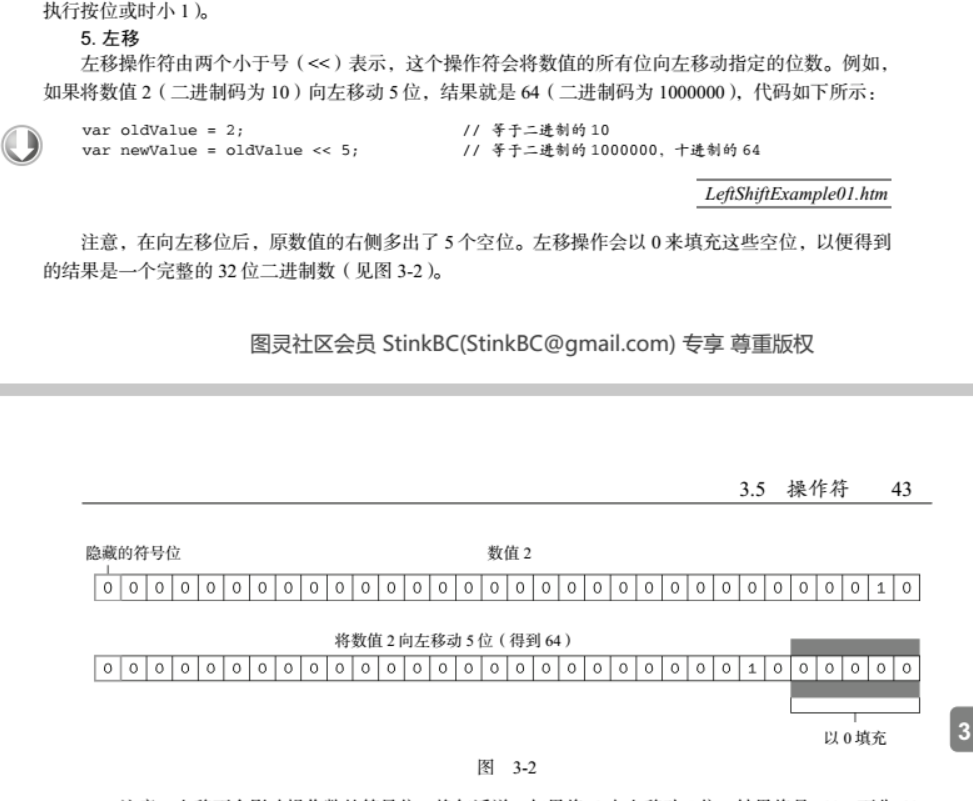 执行按位或时小 1）。
5. 左移
左移操作符由两个小于号（<<）表示，这个操作符会将数值的所有位向左移动指定的位数。例如，
如果将数值 2（二进制码为 10）向左移动 5 位，结果就是 64（二进制码为 1000000），代码如下所示：
var oldValue = 2; // 等于二进制的 10
var newValue = oldValue << 5; // 等于二进制的 1000000，十进制的 64
LeftShiftExample01.htm
注意，在向左移位后，原数值的右侧多出了 5 个空位。左移操作会以 0 来填充这些空位，以便得到
的结果是一个完整的 32 位二进制数（见图 3-2）。
图灵社区会员 StinkBC(StinkBC@gmail.com) 专享 尊重版权
3.5 操作符 43
隐藏的符号位 数值 2
0 0 0 0 0 0 0 0 0 0 0 0 0 0 0 0 0 0 0 0 0 0 0 0 0 0 0 0 0 0 1 0
将数值 2 向左移动 5 位（得到 64）
0 0 0 0 0 0 0 0 0 0 0 0 0 0 0 0 0 0 0 0 0 0 0 0 0 1 0 0 0 0 0 0
以 0 填充
3
图 3-2